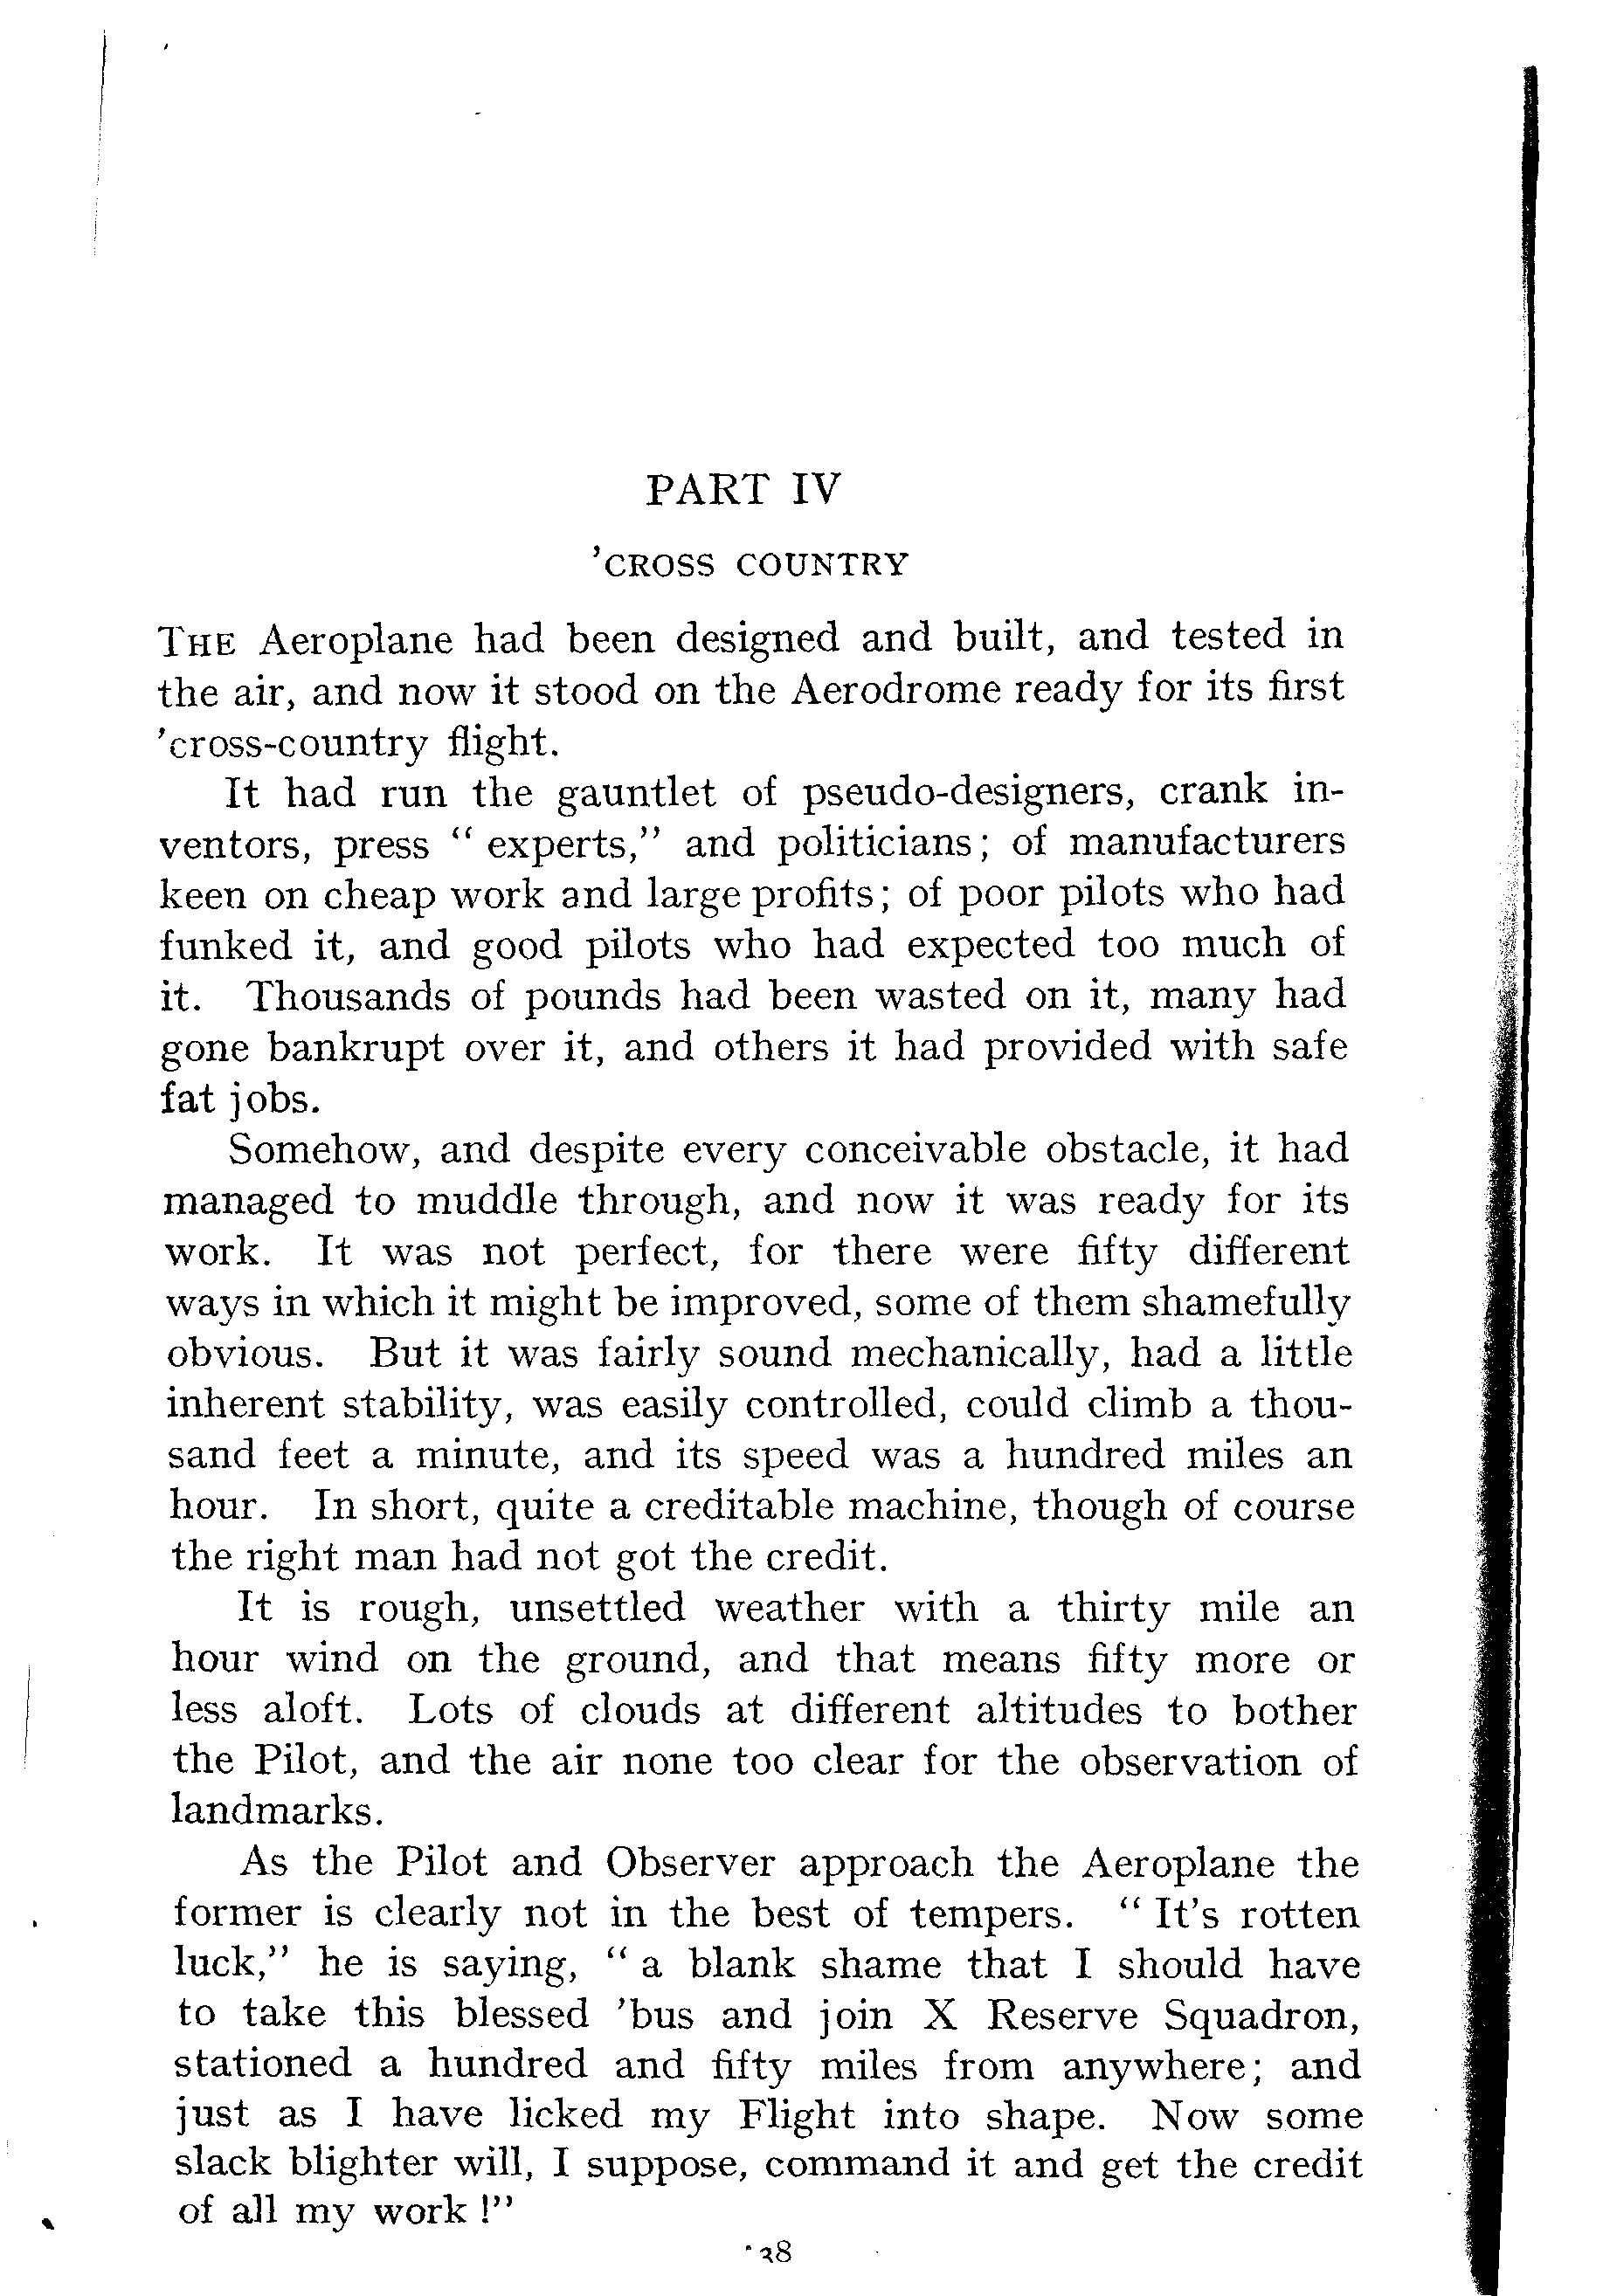 PART IV
'CROSS COUNTRY
THE Aeroplane had been designed and built, and tested in
the air, and now it stood on the Aerodrome ready for its first
'cross-country flight.
It had run the gauntlet of pseudo-designers, crank in-
ventors, press “ experts,” and politicians; of manufacturers
keen on cheap work and large profits; of poor pilots who had
funked it, and good pilots who had expected too much of
it. Thousands of pounds had been wasted on it, many had
gone bankrupt over it, and others it had provided with safe
fat jobs.
Somehow, and despite every conceivable obstacle, it had
managed to muddle through, and now it was ready for its
work. It was not perfect, for there were fifty different
ways in which it might be improved, some of them shamefully
obvious. But it was fairly sound mechanically, had a little
inherent stability, was easily controlled, could climb a thou-
sand feet a minute, and its speed was a hundred miles an
hour. In short, quite a creditable machine, though of course
the right man had not got the credit.
It is rough, unsettled weather with a thirty mile an
hour wind on the ground, and that means fifty more or
less aloft. Lots of clouds at different altitudes to bother
the Pilot, and the air none too clear for the observation of
landmarks.
As the Pilot and Observer approach the Aeroplane the
former is clearly not in the best of tempers. “ It's rotten
luck,” he is saying, “ a blank shame that I should have
to take this blessed 'bus and join X Reserve Squadron,
stationed a hundred and fifty miles from anywhere; and
just as I have licked my Flight into shape. Now some
slack blighter will, I suppose, command it and get the credit
of all my work !”
38